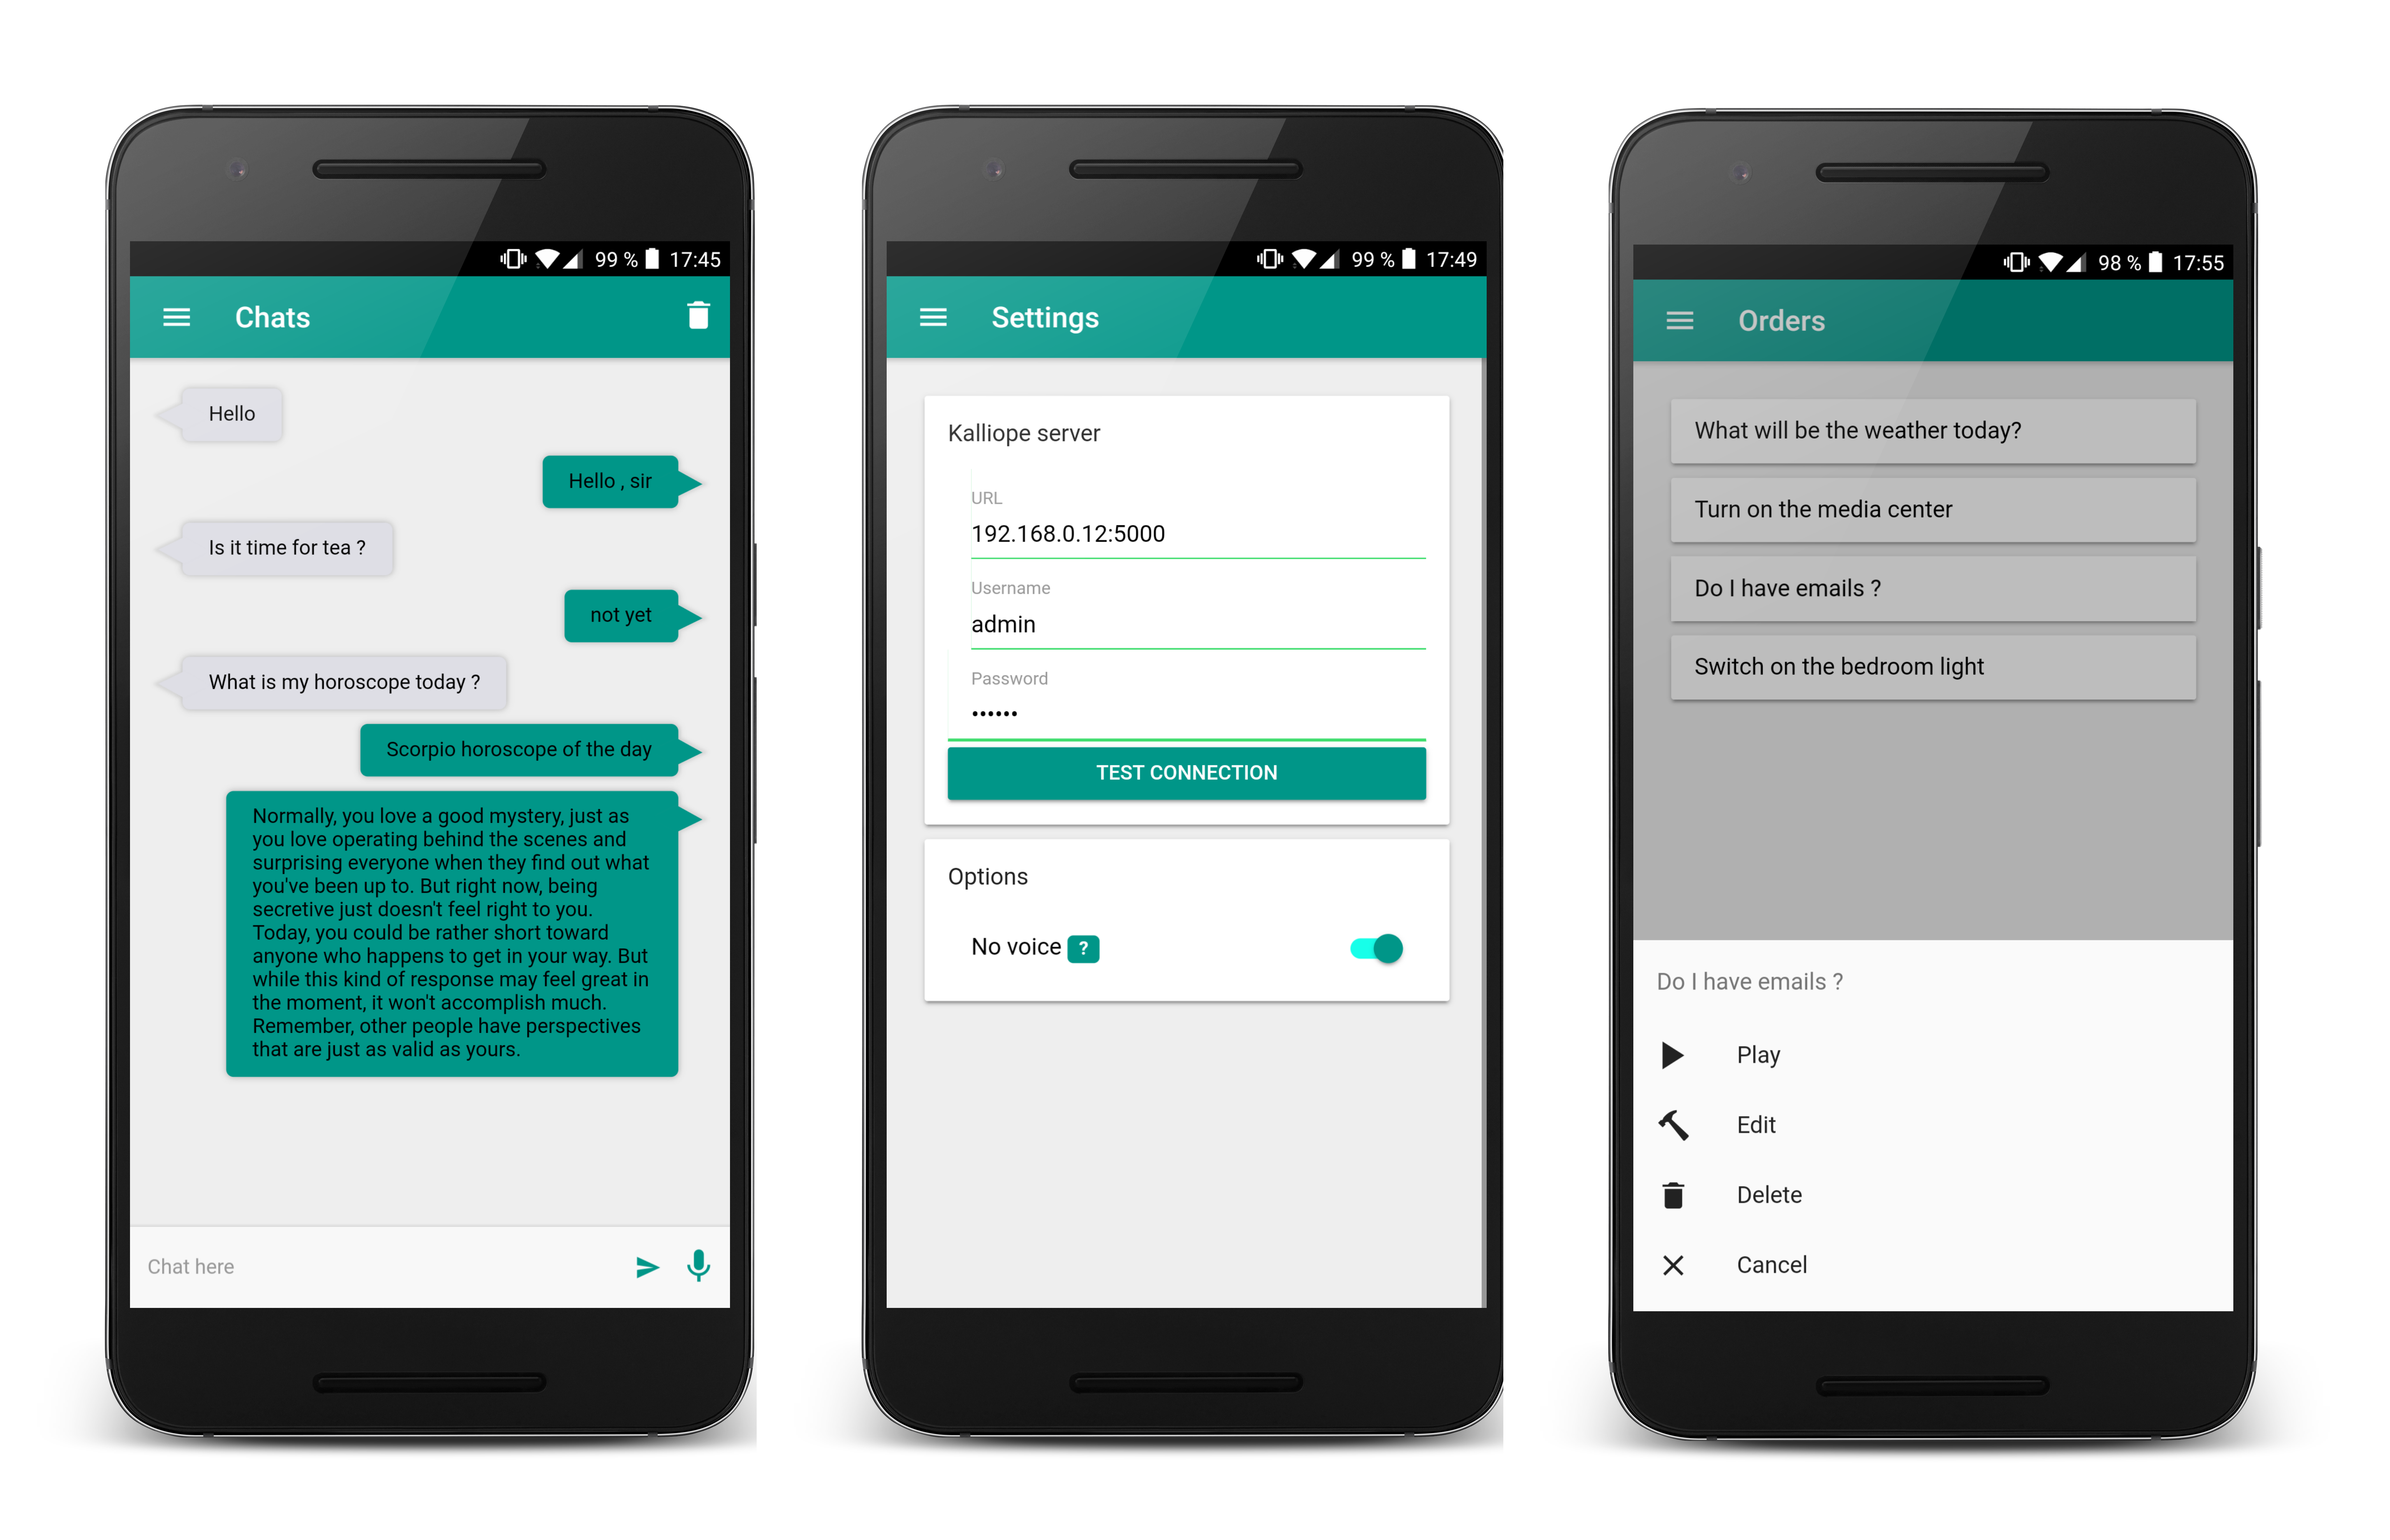 99 % 17:45
Chats
Hello
Hello , sir
Is it time for tea ?
not yet
What is my horoscope today ?
Scorpio horoscope of the day
Normally, you love a good mystery, just as
you love operating behind the scenes and
surprising everyone when they find out what
you've been up to. But right now, being
secretive just doesn't feel right to you.
Today, you could be rather short toward
anyone who happens to get in your way. But
while this kind of response may feel great in
the moment, it won't accomplish much.
Remember, other people have perspectives
that are just as valid as yours.
Chat here
99 % 17:49
Settings
Kalliope server
URL
192.168.0.12:5000
Username
admin
Password
••••••
TEST CONNECTION
Options
No voice ?
98 % 17:55
Orders
What will be the weather today?
Turn on the media center
Do I have emails ?
Switch on the bedroom light
Do I have emails ?
Play
Edit
Delete
Cancel